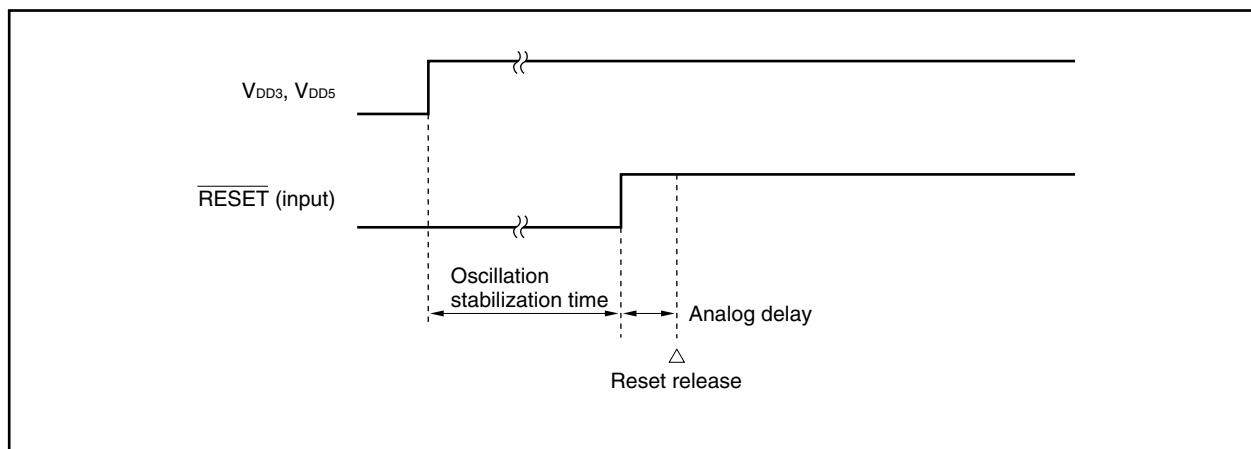 VDD3, VDD5
RESET (input)
Oscillation
stabilization time
Analog delay
Reset release